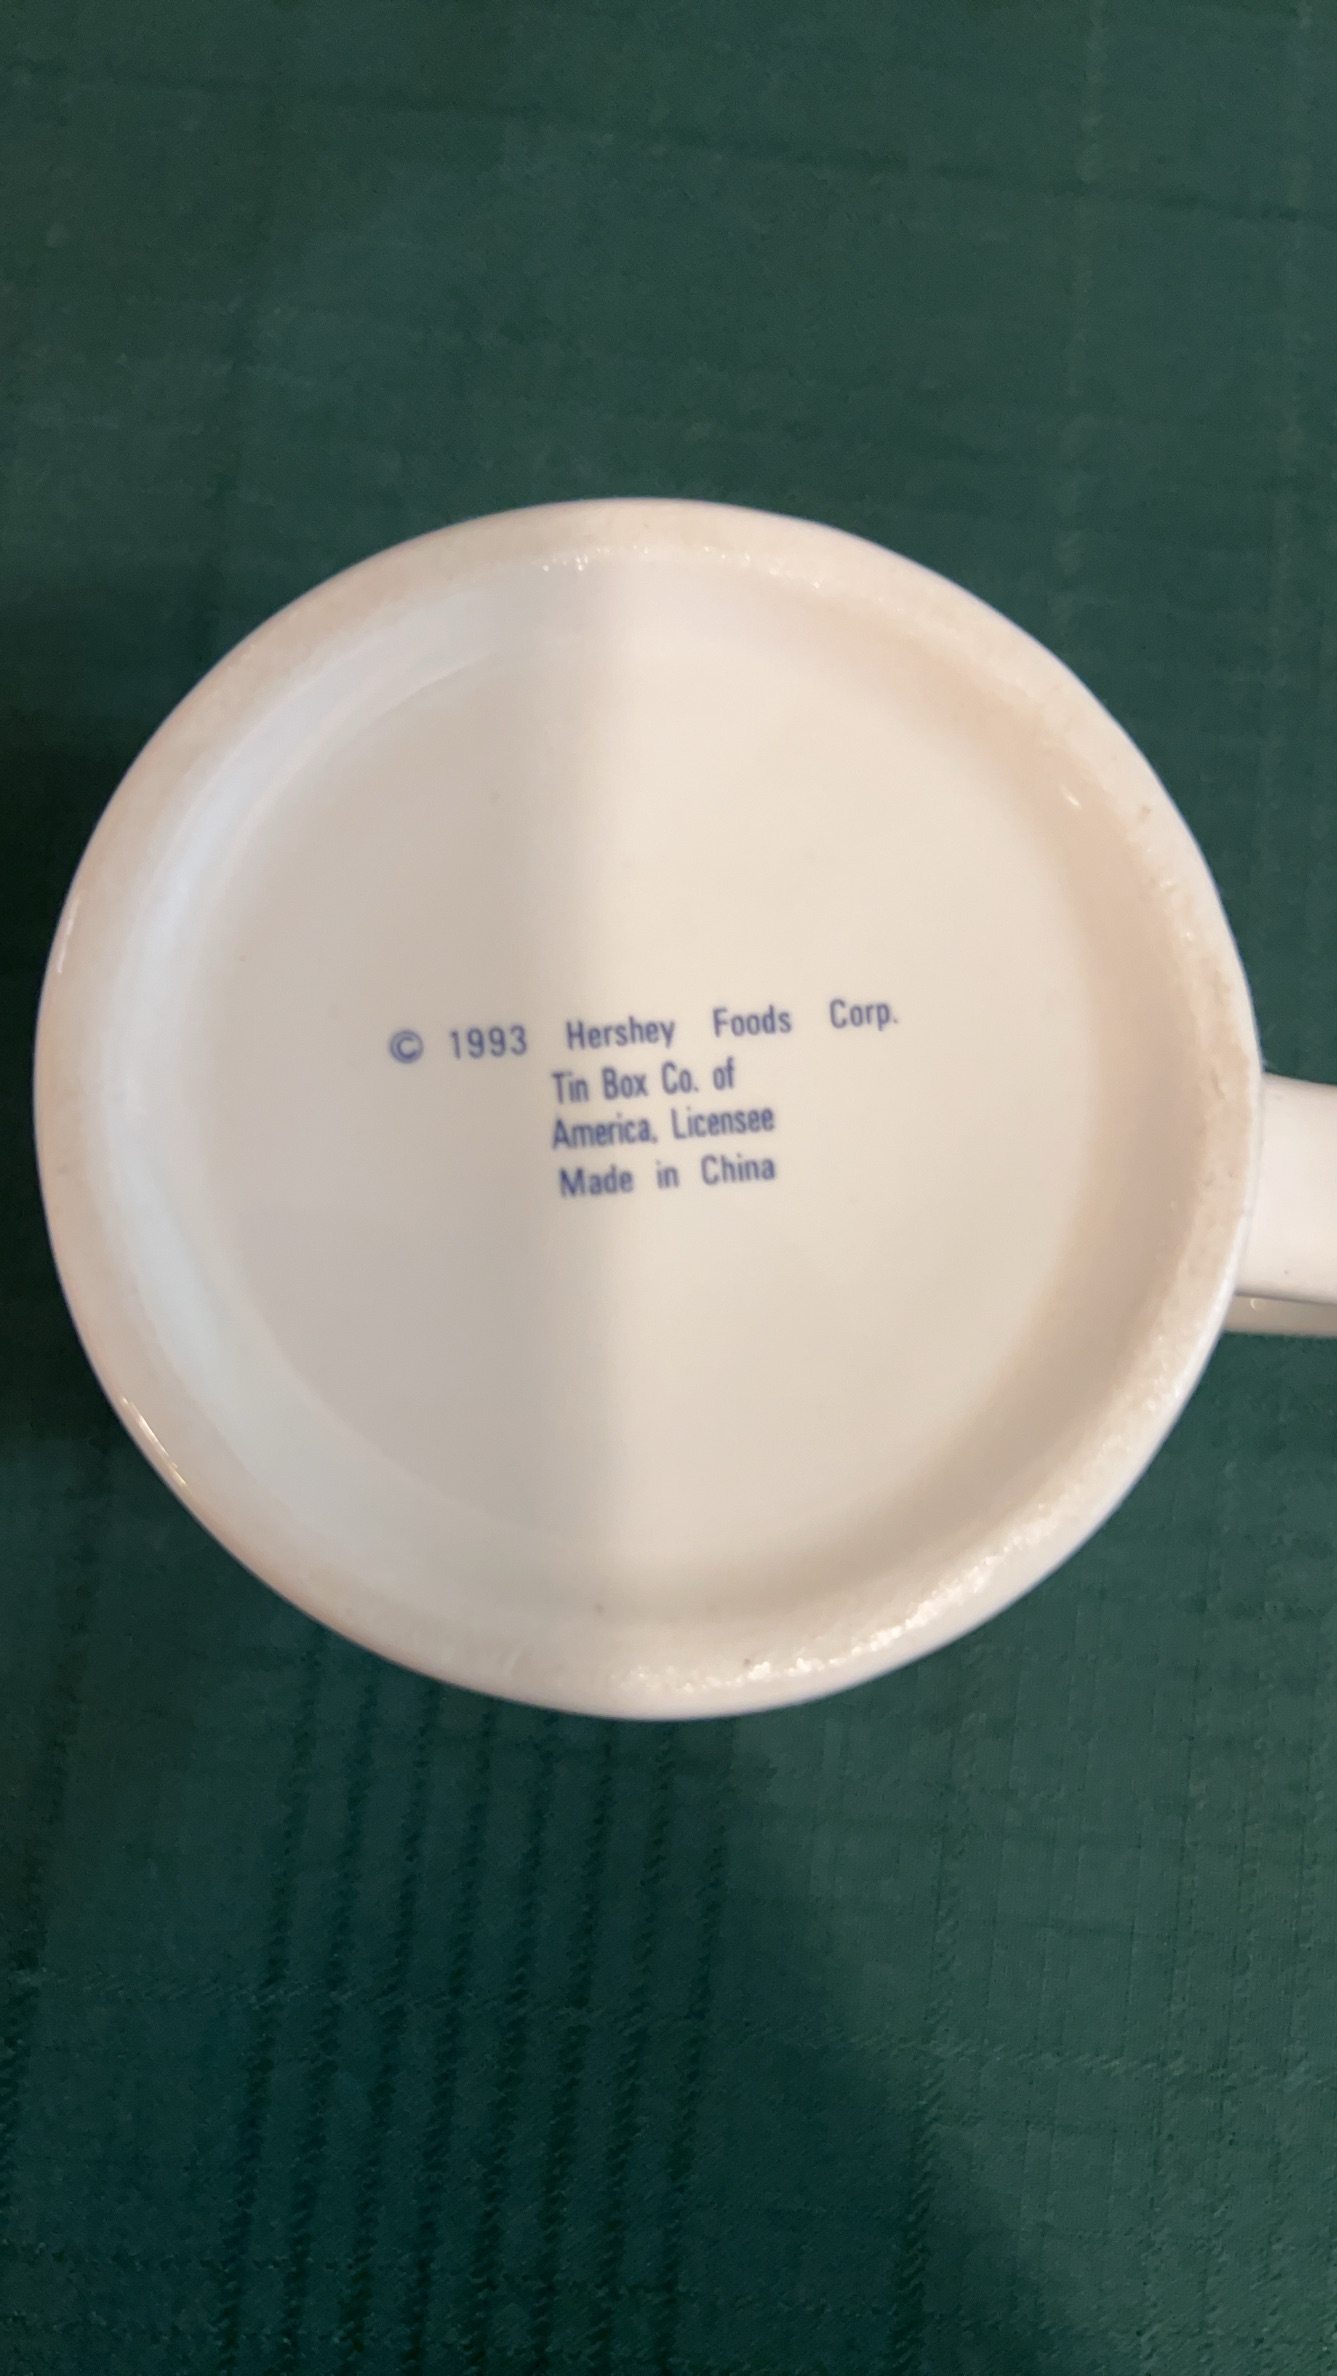 © 1993 Hershey Foods Corp.
Tin Box Co. of
America, Licensee
Made in China